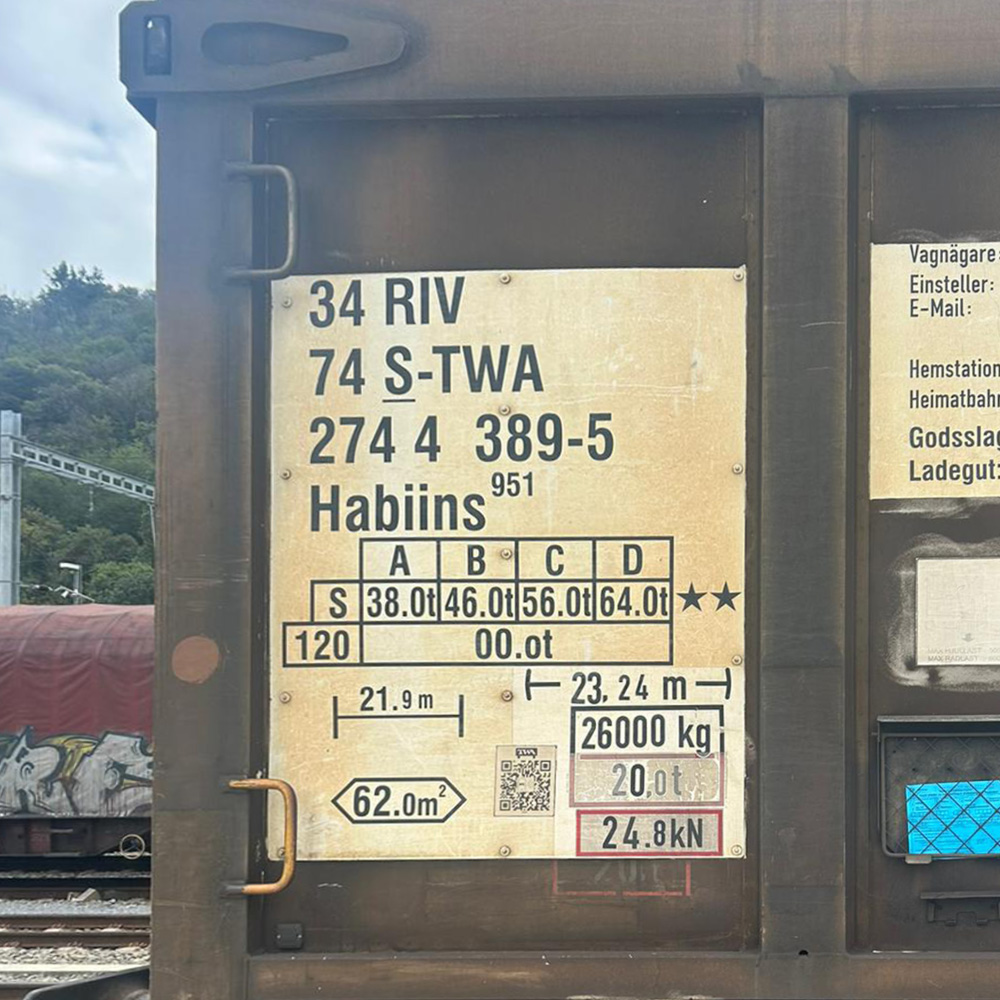 34 RIV
74 S-TWA
274 4 389-5
Habiins 951
A B C D
S 38.0t 46.0t 56.0t 64.0t ★★
120 00.0t
21.9 m
23,24 m
26000 kg
20,0t
62.0m²
24.8kN
Vagnägare:
Einsteller:
E-Mail:
Hemstation
Heimatbahn
Godsslag
Ladegut: